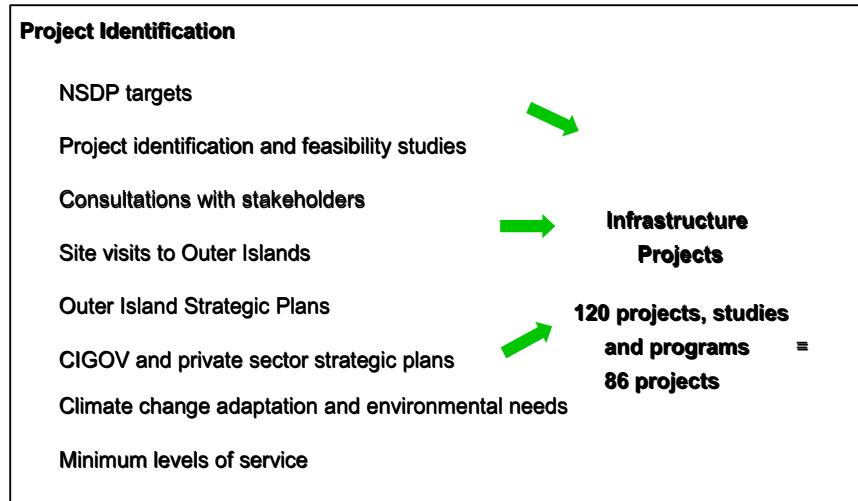 Project Identification
NSDP targets
Project identification and feasibility studies
Consultations with stakeholders
Site visits to Outer Islands
Outer Island Strategic Plans
CIGOV and private sector strategic plans
Climate change adaptation and environmental needs
Minimum levels of service
Infrastructure
Projects
120 projects, studies
and programs =
86 projects